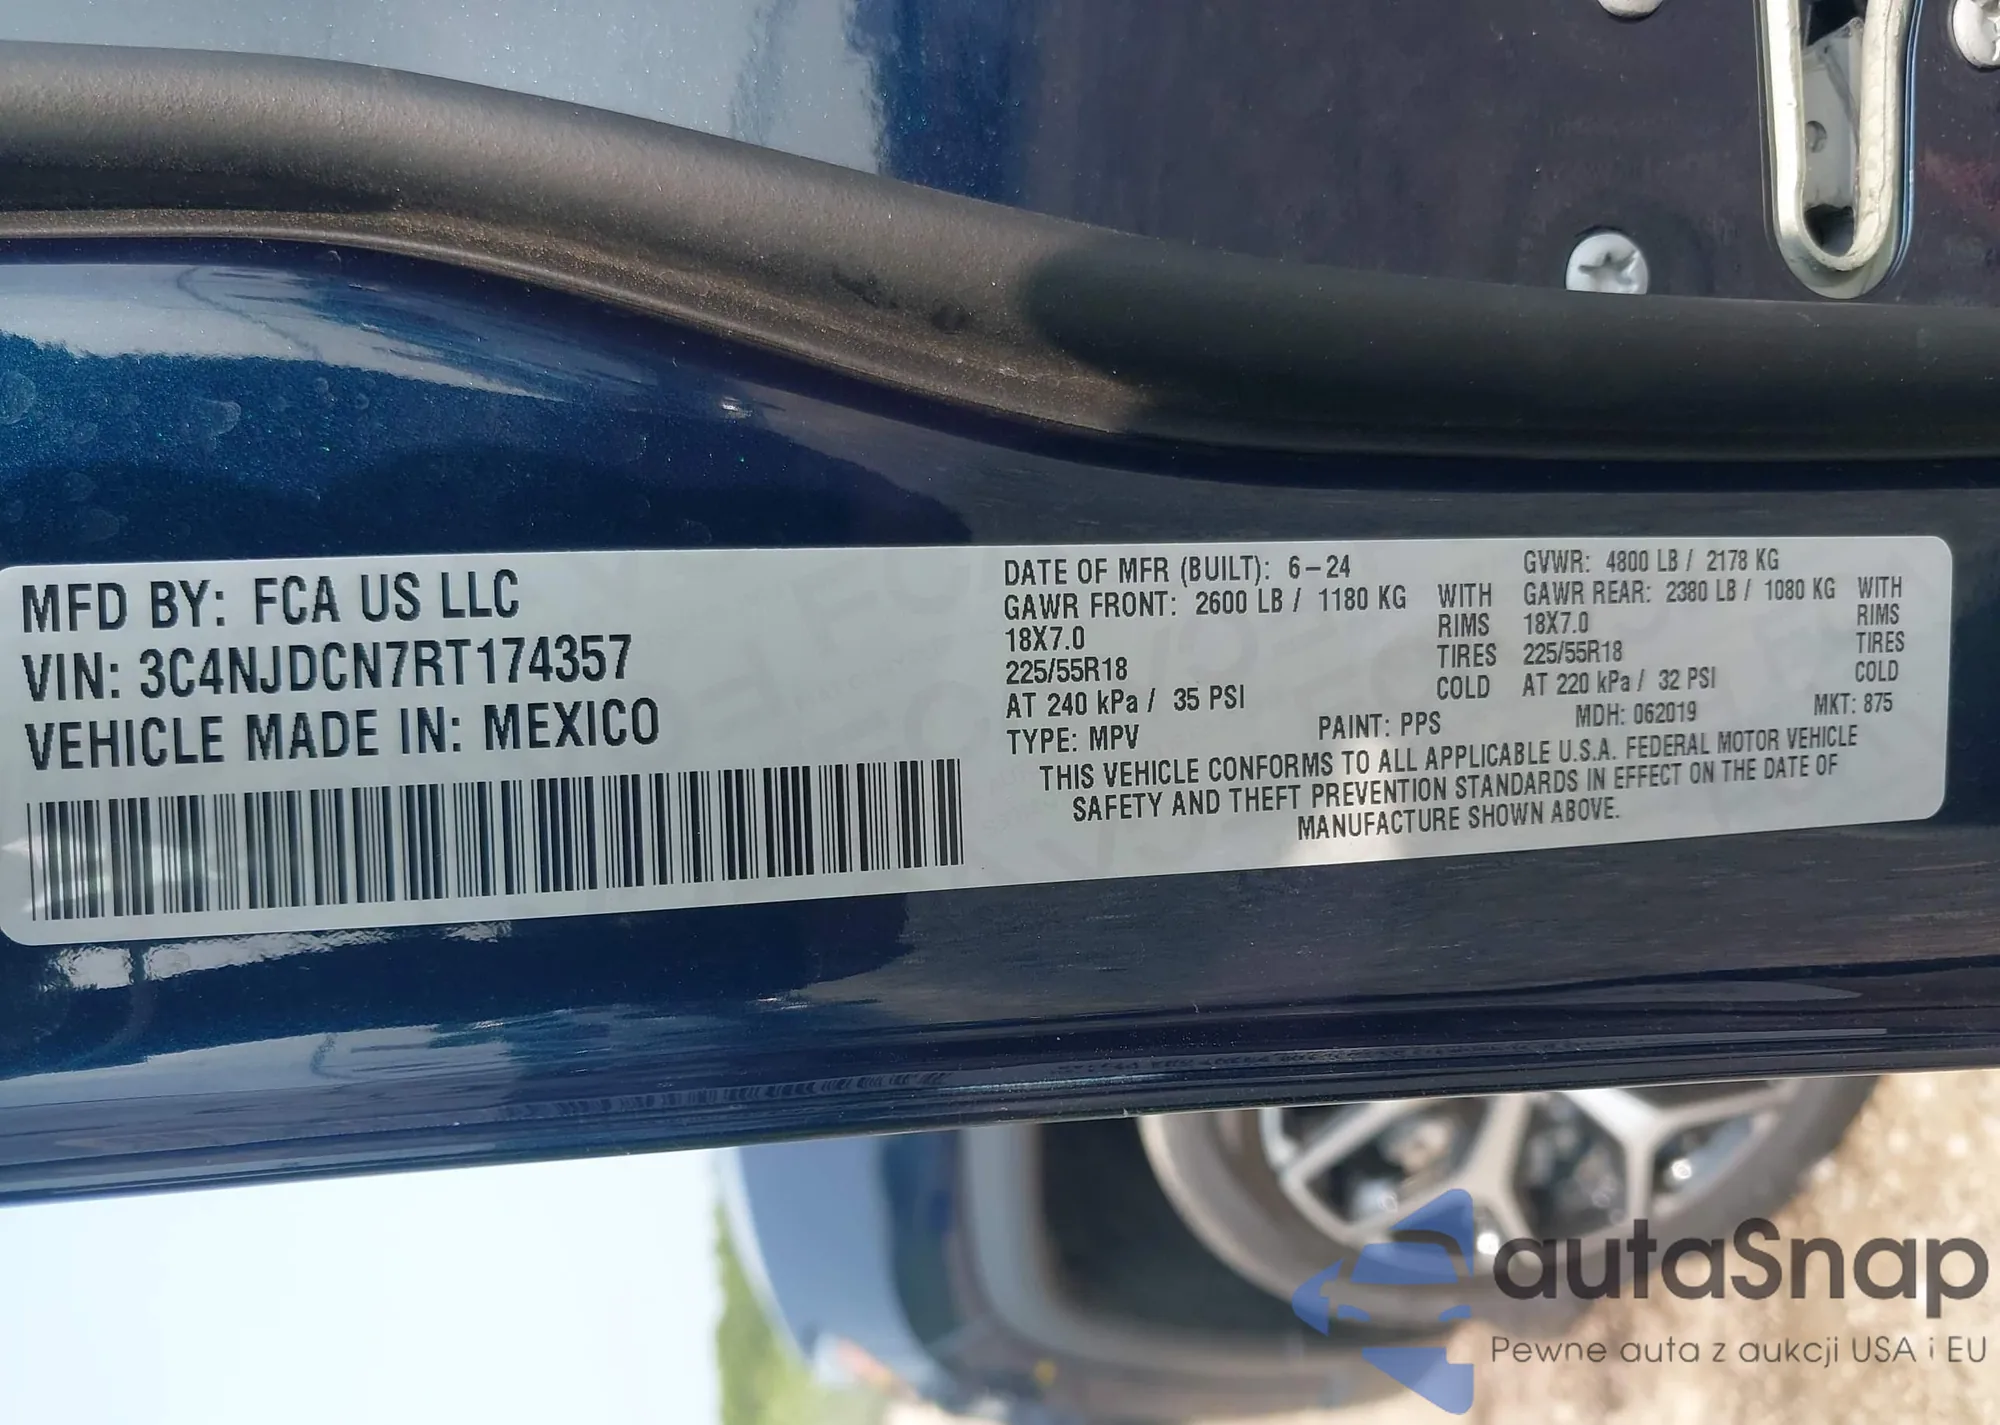 MFD BY: FCA US LLC
VIN: 3C4NJDCN7RT174357
VEHICLE MADE IN: MEXICO
DATE OF MFR (BUILT): 6-24
GVWR: 4800 LB / 2178 KG
GAWR FRONT: 2600 LB / 1180 KG WITH
GAWR REAR: 2380 LB / 1080 KG WITH
18X7.0 RIMS
18X7.0 RIMS
225/55R18 TIRES
225/55R18 TIRES
AT 240 kPa / 35 PSI COLD
AT 220 kPa / 32 PSI COLD
TYPE: MPV PAINT: PPS MDH: 062019 MKT: 875
THIS VEHICLE CONFORMS TO ALL APPLICABLE U.S.A. FEDERAL MOTOR VEHICLE
SAFETY AND THEFT PREVENTION STANDARDS IN EFFECT ON THE DATE OF
MANUFACTURE SHOWN ABOVE.
autaSnap
Pewne auta z aukcji USA i EU